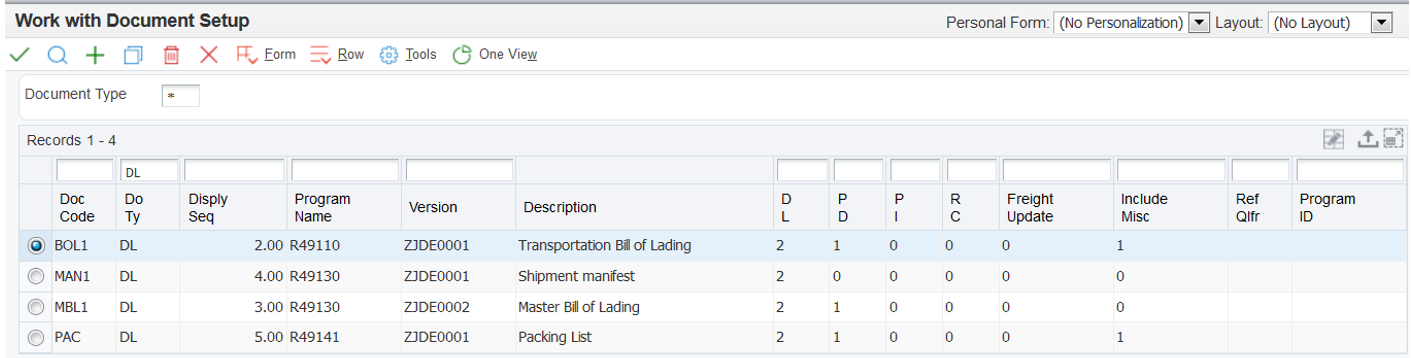 Work with Document Setup
Personal Form: (No Personalization) Layout: (No Layout)
Form Row Tools One View
Document Type *
Records 1 - 4
DL
Doc Code Do Ty Disply Seq Program Name Version Description D L P D P I R C Freight Update Include Misc Ref Qlfr Program ID
BOL1 DL 2.00 R49110 ZJDE0001 Transportation Bill of Lading 2 1 0 0 0 1
MAN1 DL 4.00 R49130 ZJDE0001 Shipment manifest 2 0 0 0 0 0
MBL1 DL 3.00 R49130 ZJDE0002 Master Bill of Lading 2 1 0 0 0 0
PAC DL 5.00 R49141 ZJDE0001 Packing List 2 1 0 0 0 1